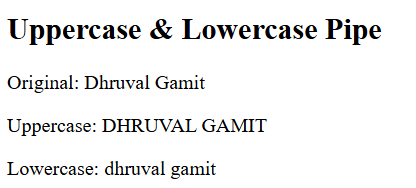 Uppercase & Lowercase Pipe
Original: Dhruval Gamit
Uppercase: DHRUVAL GAMIT
Lowercase: dhruval gamit